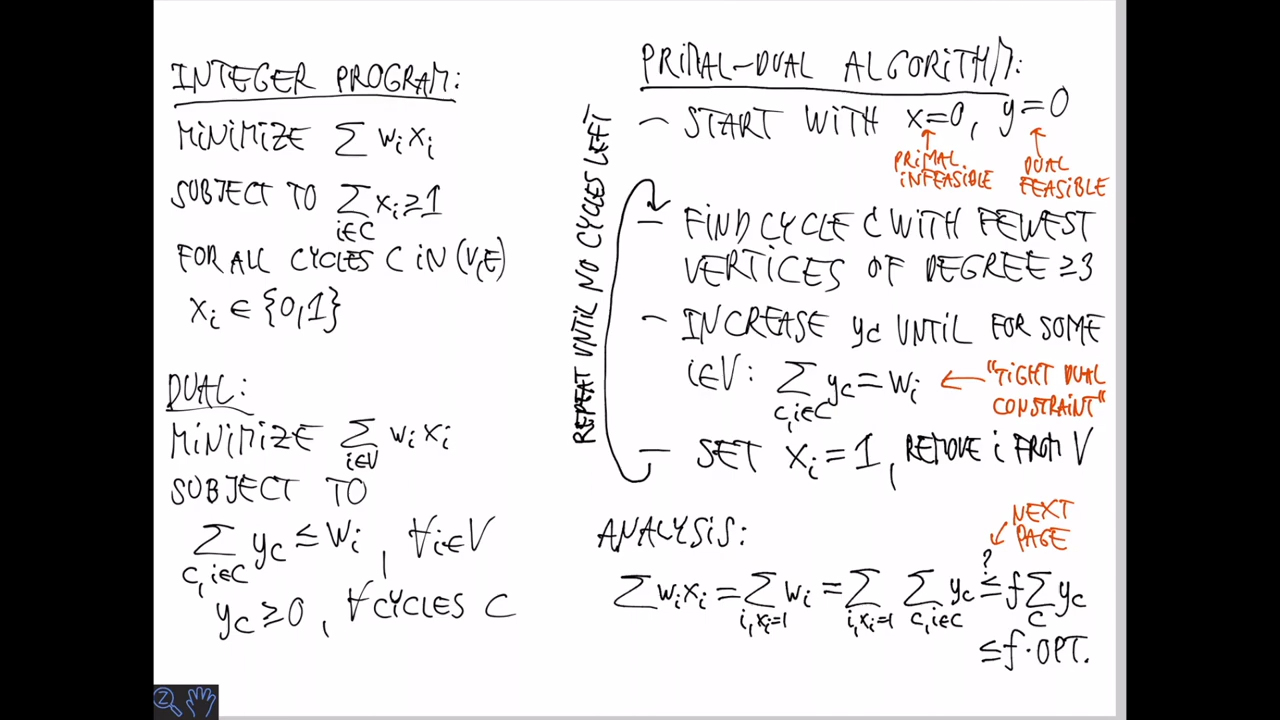 INTEGER PROGRAM:
MINIMIZE ∑ wᵢxᵢ
SUBJECT TO ∑ xᵢ≥1
i∈C
FOR ALL CYCLES C IN (V,E)
xᵢ ∈ {0,1}
DUAL:
MINIMIZE ∑ wᵢxᵢ
i∈V
SUBJECT TO
∑ y_C ≤ wᵢ, ∀i∈V
C, i∈C
y_C ≥ 0, ∀CYCLES C
PRIMAL-DUAL ALGORITHM:
- START WITH x=0, y=0
PRIMAL INFEASIBLE
DUAL FEASIBLE
REPEAT UNTIL NO CYCLES LEFT
- FIND CYCLE C WITH FEWEST
VERTICES OF DEGREE ≥3
- INCREASE y_C UNTIL FOR SOME
i∈V: ∑ y_C = wᵢ ← "TIGHT DUAL
C, i∈C CONSTRAINT"
- SET xᵢ = 1, REMOVE i FROM V
ANALYSIS:
NEXT
PAGE
?
∑wᵢxᵢ = ∑ wᵢ = ∑ ∑ y_C ≤ f∑ y_C
i, xᵢ=1 i, xᵢ=1 C, i∈C C
≤ f·OPT.
Z